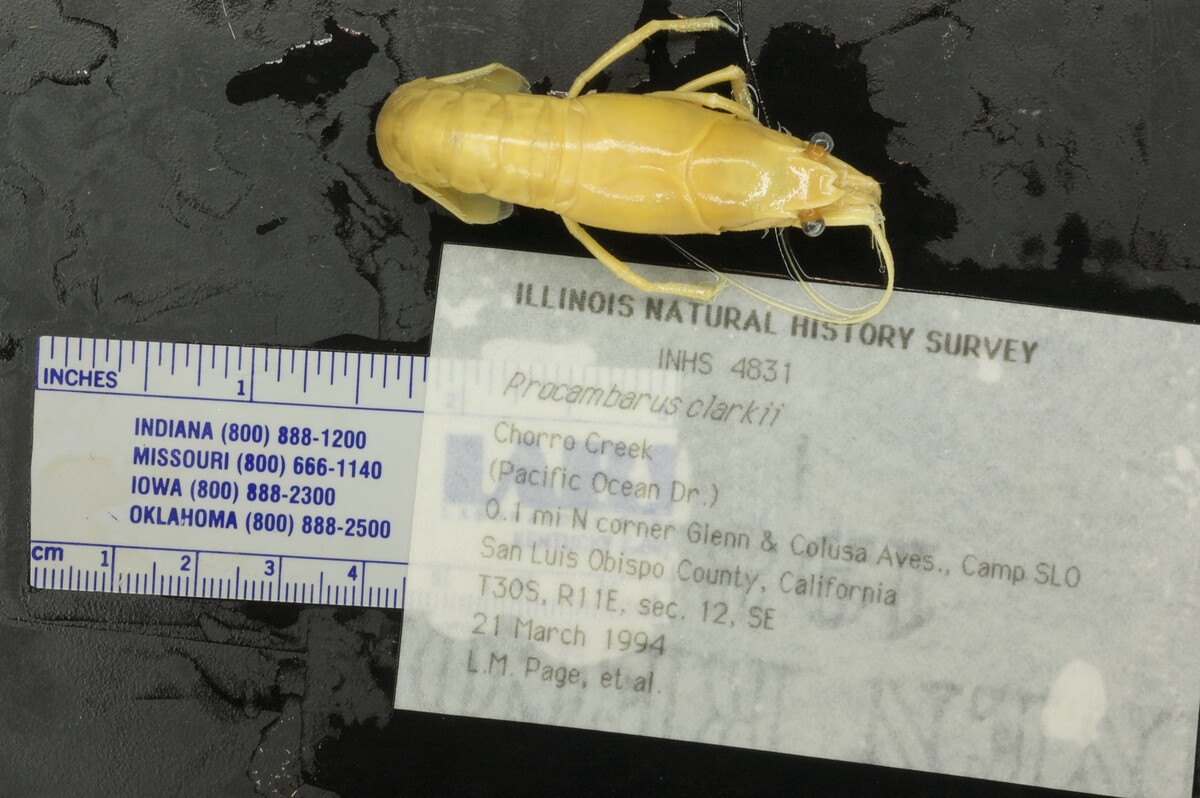 ILLINOIS NATURAL HISTORY SURVEY
INHS 4831
Procambarus clarkii
Chorro Creek
(Pacific Ocean Dr.)
0.1 mi N corner Glenn & Colusa Aves., Camp SLO
San Luis Obispo County, California
T30S, R11E, sec. 12, SE
21 March 1994
L.M. Page, et al.
INCHES 1 2
INDIANA (800) 888-1200
MISSOURI (800) 666-1140
IOWA (800) 888-2300
OKLAHOMA (800) 888-2500
cm 1 2 3 4